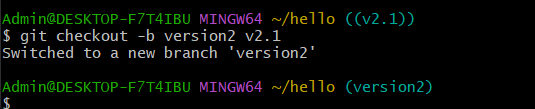 Admin@DESKTOP-F7T4IBU MINGW64 ~/hello ((v2.1))
$ git checkout -b version2 v2.1
Switched to a new branch 'version2'
Admin@DESKTOP-F7T4IBU MINGW64 ~/hello (version2)
$